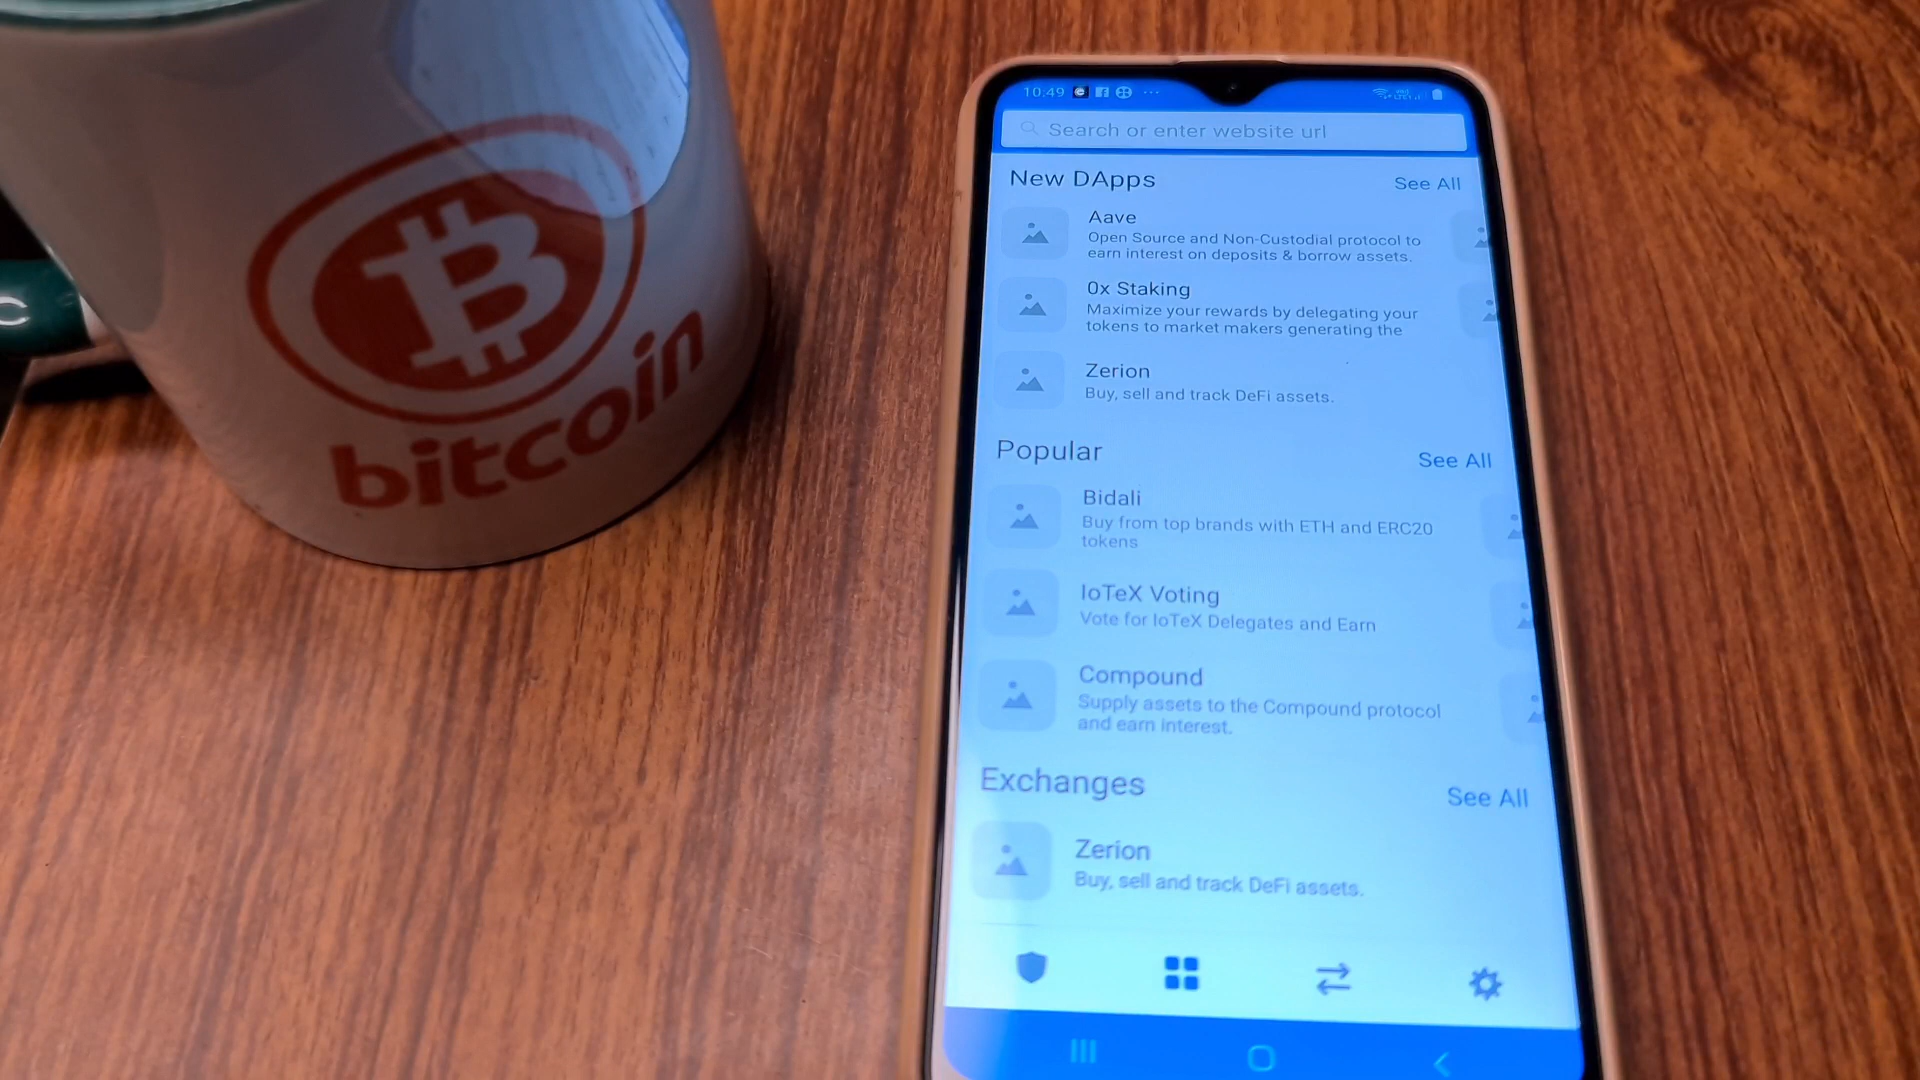 bitcoin
10.49
Search or enter website url
New DApps
See All
Aave
Open Source and Non-Custodial protocol to
earn interest on deposits & borrow assets.
0x Staking
Maximize your rewards by delegating your
tokens to market makers generating the
Zerion
Buy, sell and track DeFi assets.
Popular
See All
Bidali
Buy from top brands with ETH and ERC20
tokens
IoTeX Voting
Vote for IoTeX Delegates and Earn
Compound
Supply assets to the Compound protocol
and earn interest.
Exchanges
See All
Zerion
Buy, sell and track DeFi assets.